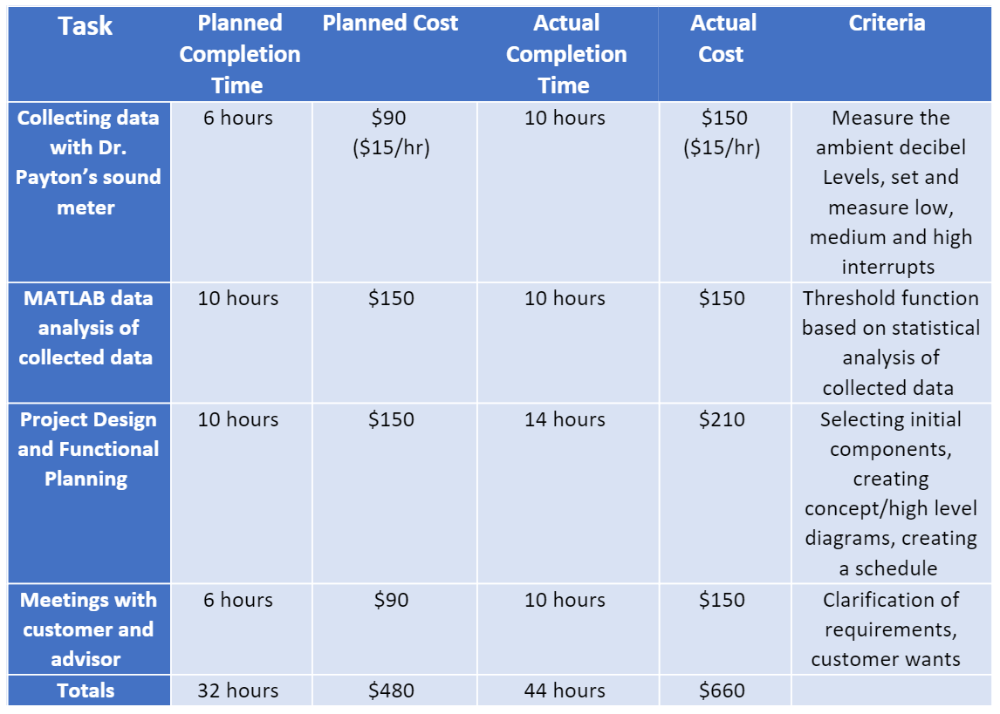 Task
Planned
Completion
Time
Planned Cost
Actual
Completion
Time
Actual
Cost
Criteria
Collecting data
with Dr.
Payton’s sound
meter
6 hours
$90
($15/hr)
10 hours
$150
($15/hr)
Measure the
ambient decibel
Levels, set and
measure low,
medium and high
interrupts
MATLAB data
analysis of
collected data
10 hours
$150
10 hours
$150
Threshold function
based on statistical
analysis of
collected data
Project Design
and Functional
Planning
10 hours
$150
14 hours
$210
Selecting initial
components,
creating
concept/high level
diagrams, creating
a schedule
Meetings with
customer and
advisor
6 hours
$90
10 hours
$150
Clarification of
requirements,
customer wants
Totals
32 hours
$480
44 hours
$660